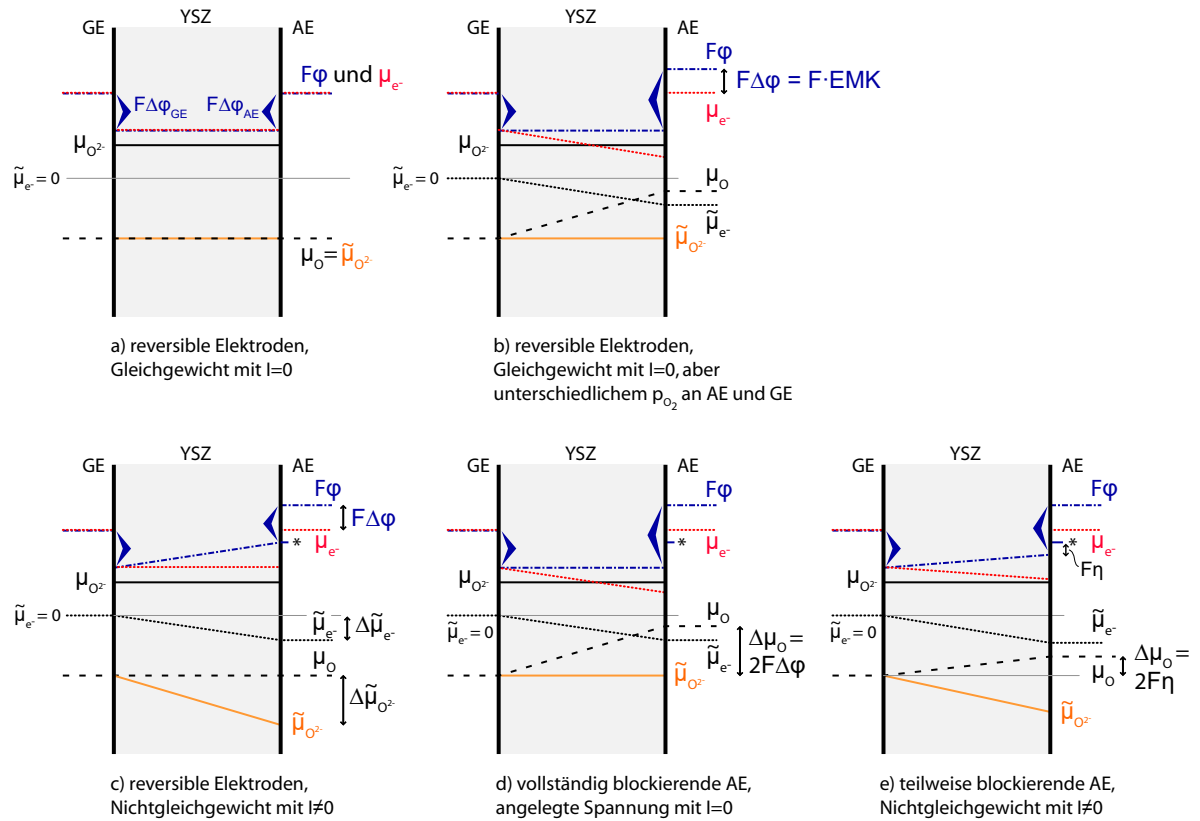 YSZ
GE
AE
Fφ und μe-
FΔφGE
FΔφAE
μO2-
μ̃e- = 0
μO= μ̃O2-
a) reversible Elektroden,
Gleichgewicht mit I=0
YSZ
GE
AE
Fφ
FΔφ = F·EMK
μe-
μO2-
μ̃e- = 0
μO
μ̃e-
μ̃O2-
b) reversible Elektroden,
Gleichgewicht mit I=0, aber
unterschiedlichem pO2 an AE und GE
YSZ
GE
AE
Fφ
FΔφ
*
μe-
μO2-
μ̃e- = 0
μ̃e-
Δμ̃e-
μO
Δμ̃O2-
μ̃O2-
c) reversible Elektroden,
Nichtgleichgewicht mit I≠0
YSZ
GE
AE
Fφ
*
μe-
μO2-
μO
μ̃e- = 0
μ̃e-
ΔμO =
2FΔφ
μ̃O2-
d) vollständig blockierende AE,
angelegte Spannung mit I=0
YSZ
GE
AE
Fφ
*
μe-
Fη
μO2-
μ̃e-
μ̃e- = 0
μO
ΔμO =
2Fη
μ̃O2-
e) teilweise blockierende AE,
Nichtgleichgewicht mit I≠0